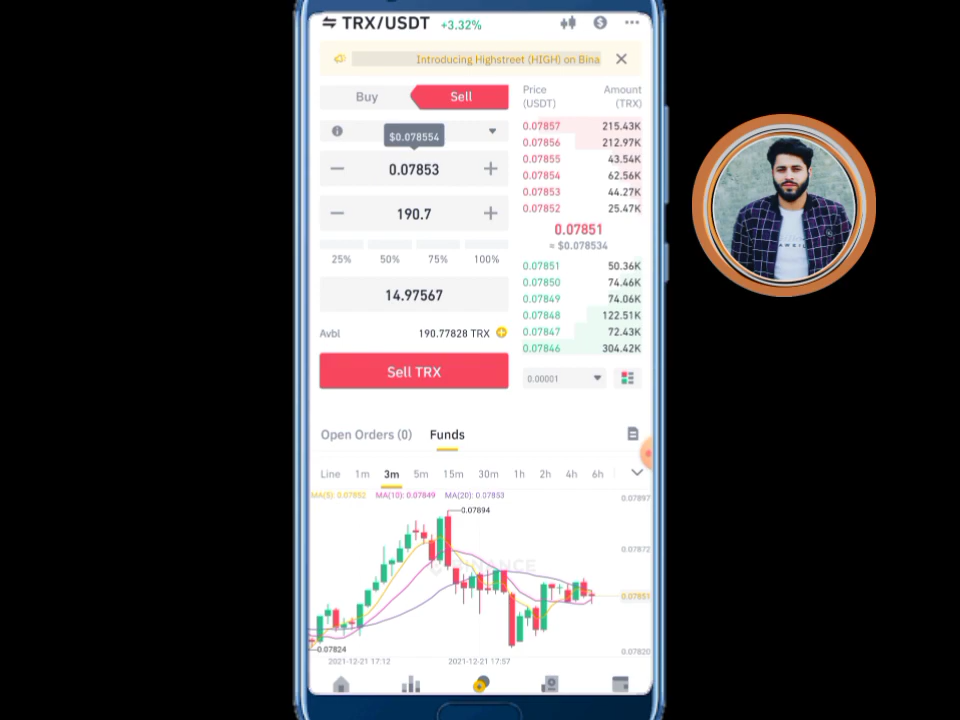 TRX/USDT +3.32%
Introducing Highstreet (HIGH) on Bina
Buy Sell
$0.078554
0.07853
190.7
25% 50% 75% 100%
14.97567
Avbl 190.77828 TRX
Sell TRX
Price Amount
(USDT) (TRX)
0.07857 215.43K
0.07856 212.97K
0.07855 43.54K
0.07854 62.56K
0.07853 44.27K
0.07852 25.47K
0.07851
≈ $0.078534
0.07851 50.36K
0.07850 74.46K
0.07849 74.06K
0.07848 122.51K
0.07847 72.43K
0.07846 304.42K
0.00001
Open Orders (0) Funds
Line 1m 3m 5m 15m 30m 1h 2h 4h 6h
MA(5): 0.07852 MA(10): 0.07849 MA(20): 0.07853
0.07897
0.07894
0.07872
BINANCE
0.07851
0.07824
0.07820
2021-12-21 17:12 2021-12-21 17:57